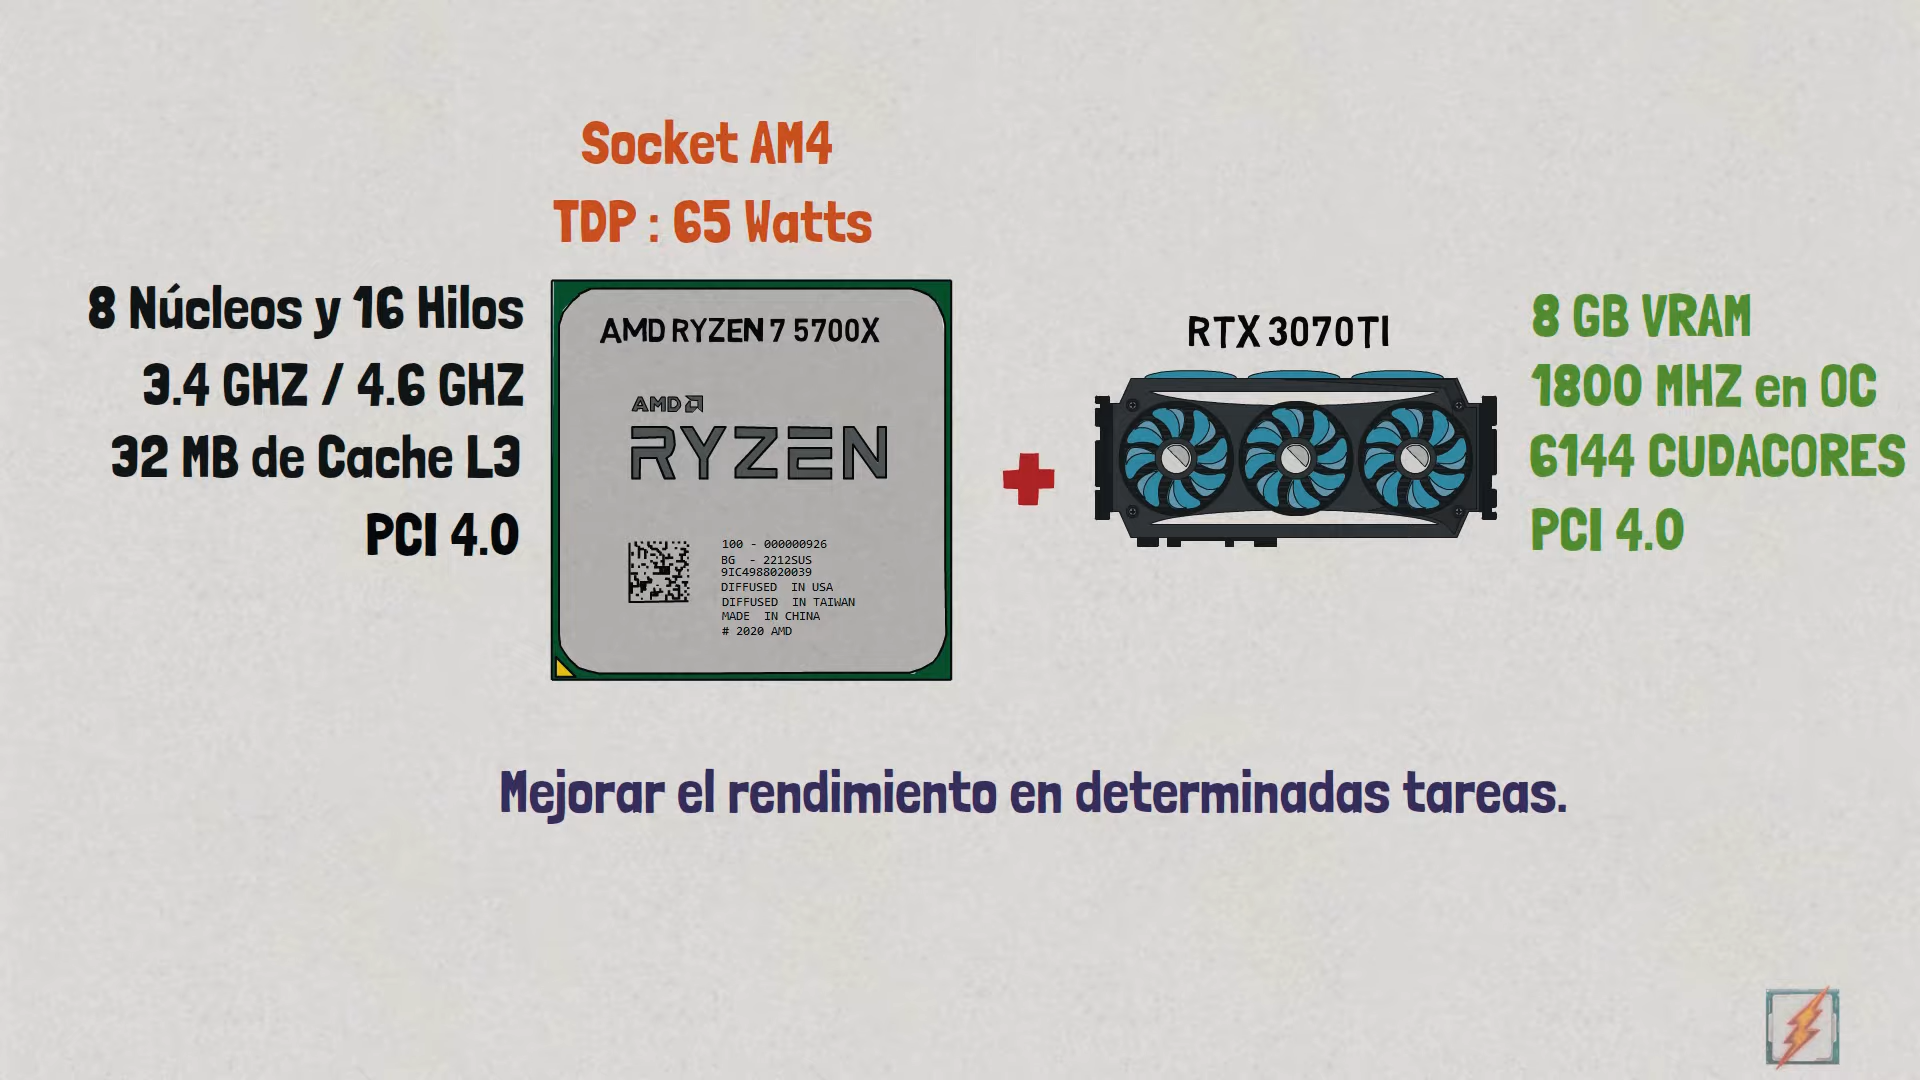 Socket AM4
TDP : 65 Watts
8 Núcleos y 16 Hilos
3.4 GHZ / 4.6 GHZ
32 MB de Cache L3
PCI 4.0
AMD RYZEN 7 5700X
AMD
RYZEN
100 - 000000926
BG - 2212SUS
9IC4988020039
DIFFUSED IN USA
DIFFUSED IN TAIWAN
MADE IN CHINA
# 2020 AMD
RTX 3070TI
8 GB VRAM
1800 MHZ en OC
6144 CUDACORES
PCI 4.0
Mejorar el rendimiento en determinadas tareas.